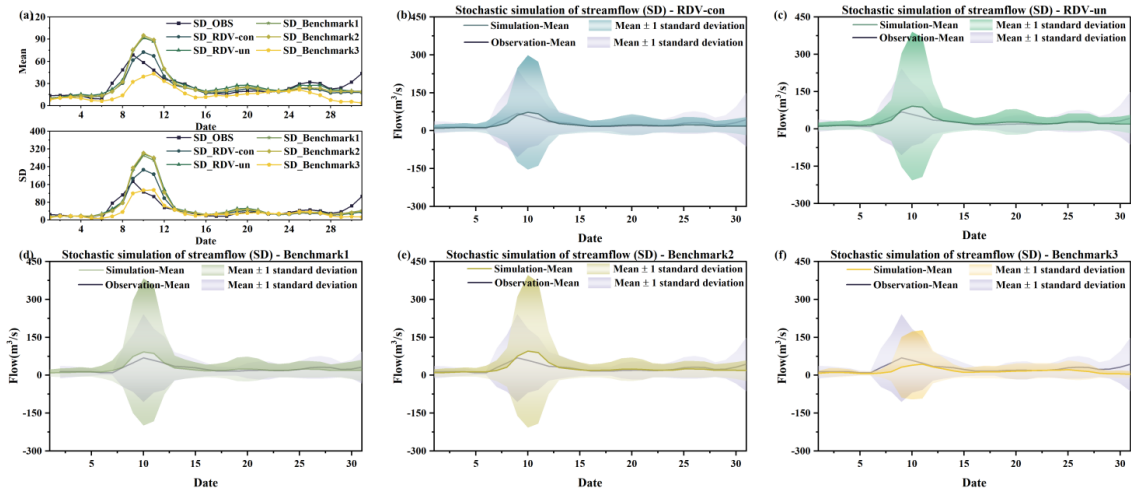 (a)
SD_OBS SD_Benchmark1
SD_RDV-con SD_Benchmark2
SD_RDV-un SD_Benchmark3
120
90
60
30
0
Mean
4 8 12 16 20 24 28
Date
SD_OBS SD_Benchmark1
SD_RDV-con SD_Benchmark2
SD_RDV-un SD_Benchmark3
400
320
240
160
80
0
SD
4 8 12 16 20 24 28
Date
(b) Stochastic simulation of streamflow (SD) - RDV-con
Simulation-Mean Mean ± 1 standard deviation
Observation-Mean Mean ± 1 standard deviation
450
300
150
0
-150
-300
Flow(m³/s)
5 10 15 20 25 30
Date
(c) Stochastic simulation of streamflow (SD) - RDV-un
Simulation-Mean Mean ± 1 standard deviation
Observation-Mean Mean ± 1 standard deviation
450
300
150
0
-150
-300
Flow(m³/s)
5 10 15 20 25 30
Date
(d) Stochastic simulation of streamflow (SD) - Benchmark1
Simulation-Mean Mean ± 1 standard deviation
Observation-Mean Mean ± 1 standard deviation
450
300
150
0
-150
-300
Flow(m³/s)
5 10 15 20 25 30
Date
(e) Stochastic simulation of streamflow (SD) - Benchmark2
Simulation-Mean Mean ± 1 standard deviation
Observation-Mean Mean ± 1 standard deviation
450
300
150
0
-150
-300
Flow(m³/s)
5 10 15 20 25 30
Date
(f) Stochastic simulation of streamflow (SD) - Benchmark3
Simulation-Mean Mean ± 1 standard deviation
Observation-Mean Mean ± 1 standard deviation
450
300
150
0
-150
-300
Flow(m³/s)
5 10 15 20 25 30
Date